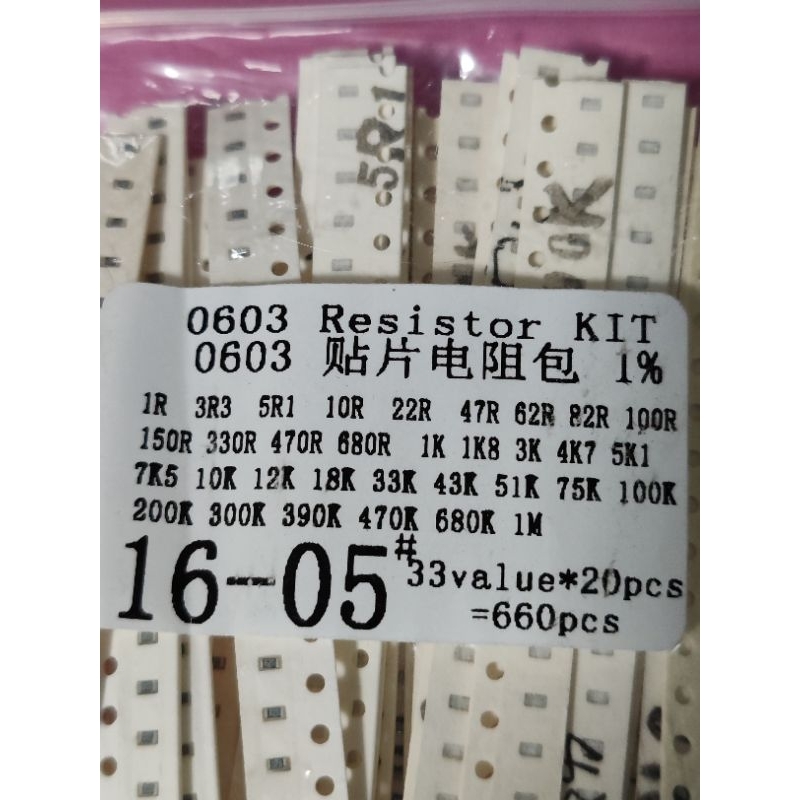 5R1
00K
0603 Resistor KIT
0603 贴片电阻包 1%
1R 3R3 5R1 10R 22R 47R 62R 82R 100R
150R 330R 470R 680R 1K 1K8 3K 4K7 5K1
7K5 10K 12K 18K 33K 43K 51K 75K 100K
200K 300K 390K 470K 680K 1M
16-05# 33value*20pcs
=660pcs